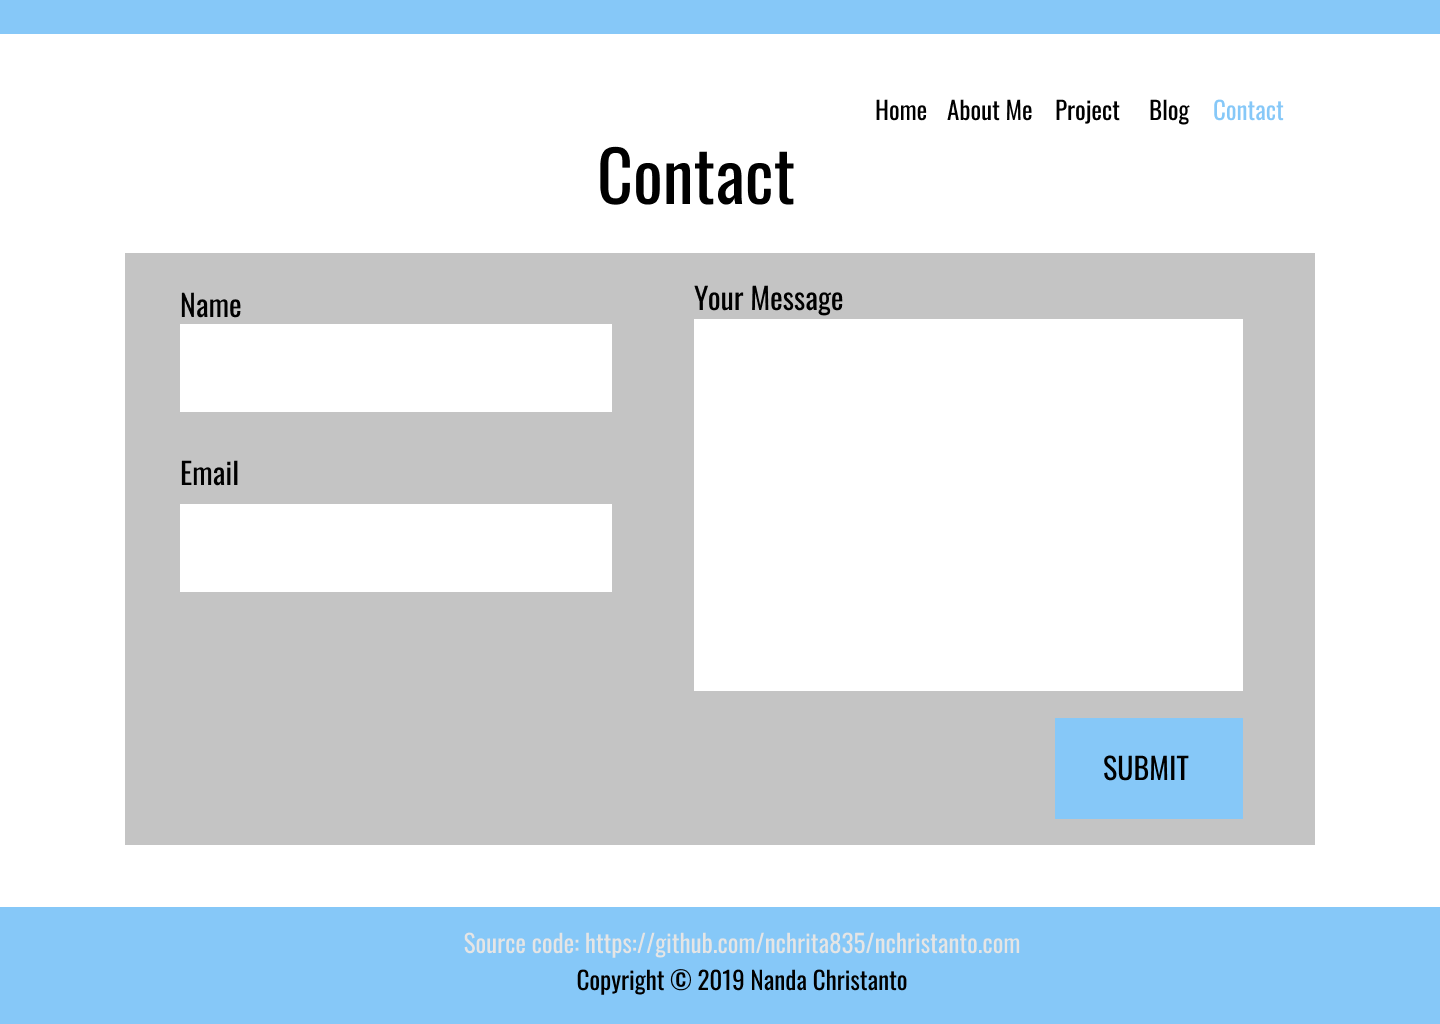 Home About Me Project Blog Contact
Contact
Name
Your Message
Email
SUBMIT
Source code: https://github.com/nchrita835/nchristanto.com
Copyright © 2019 Nanda Christanto